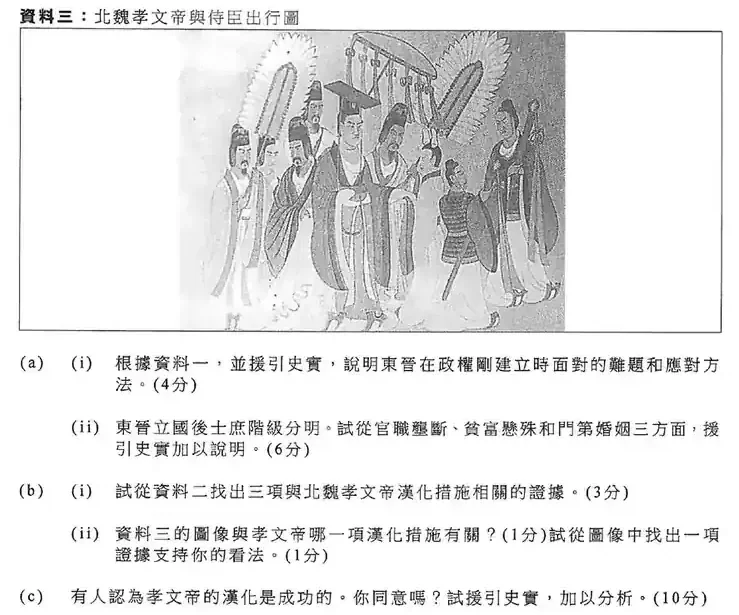 資料三：北魏孝文帝與侍臣出行圖
(a) (i) 根據資料一，並援引史實，說明東晉在政權剛建立時面對的難題和應對方
法。(4分)
(ii) 東晉立國後士庶階級分明。試從官職壟斷、貧富懸殊和門第婚姻三方面，援
引史實加以說明。(6分)
(b) (i) 試從資料二找出三項與北魏孝文帝漢化措施相關的證據。(3分)
(ii) 資料三的圖像與孝文帝哪一項漢化措施有關？(1分)試從圖像中找出一項
證據支持你的看法。(1分)
(c) 有人認為孝文帝的漢化是成功的。你同意嗎？試援引史實，加以分析。(10分)